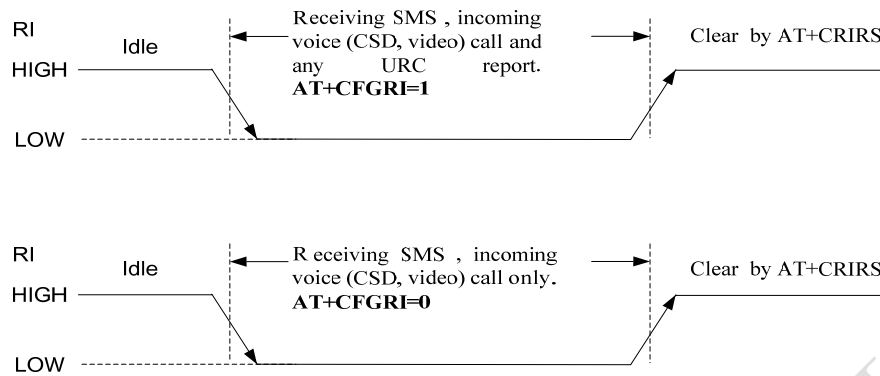 RI
Idle
HIGH
LOW
Receiving SMS , incoming
voice (CSD, video) call and
any URC report.
AT+CFGRI=1
Clear by AT+CRIRS
RI
Idle
HIGH
LOW
R eceiving SMS , incoming
voice (CSD, video) call only.
AT+CFGRI=0
Clear by AT+CRIRS